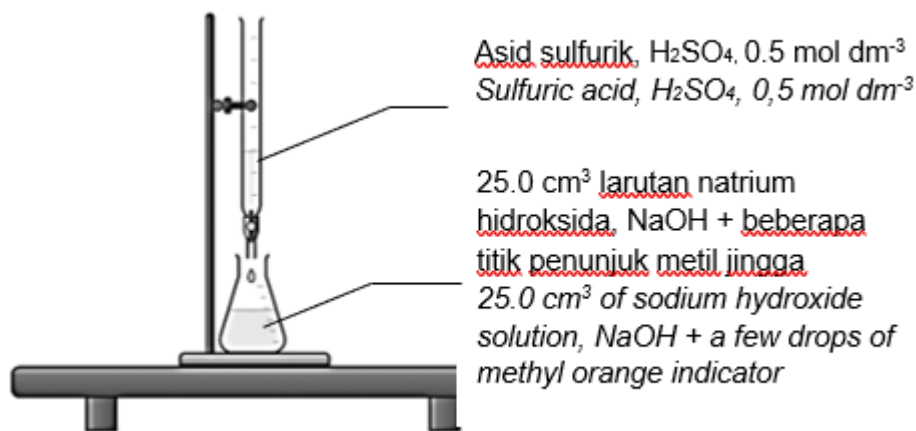 Asid sulfurik, H₂SO₄, 0.5 mol dm⁻³
Sulfuric acid, H₂SO₄, 0,5 mol dm⁻³
25.0 cm³ larutan natrium
hidroksida, NaOH + beberapa
titik penunjuk metil jingga
25.0 cm³ of sodium hydroxide
solution, NaOH + a few drops of
methyl orange indicator